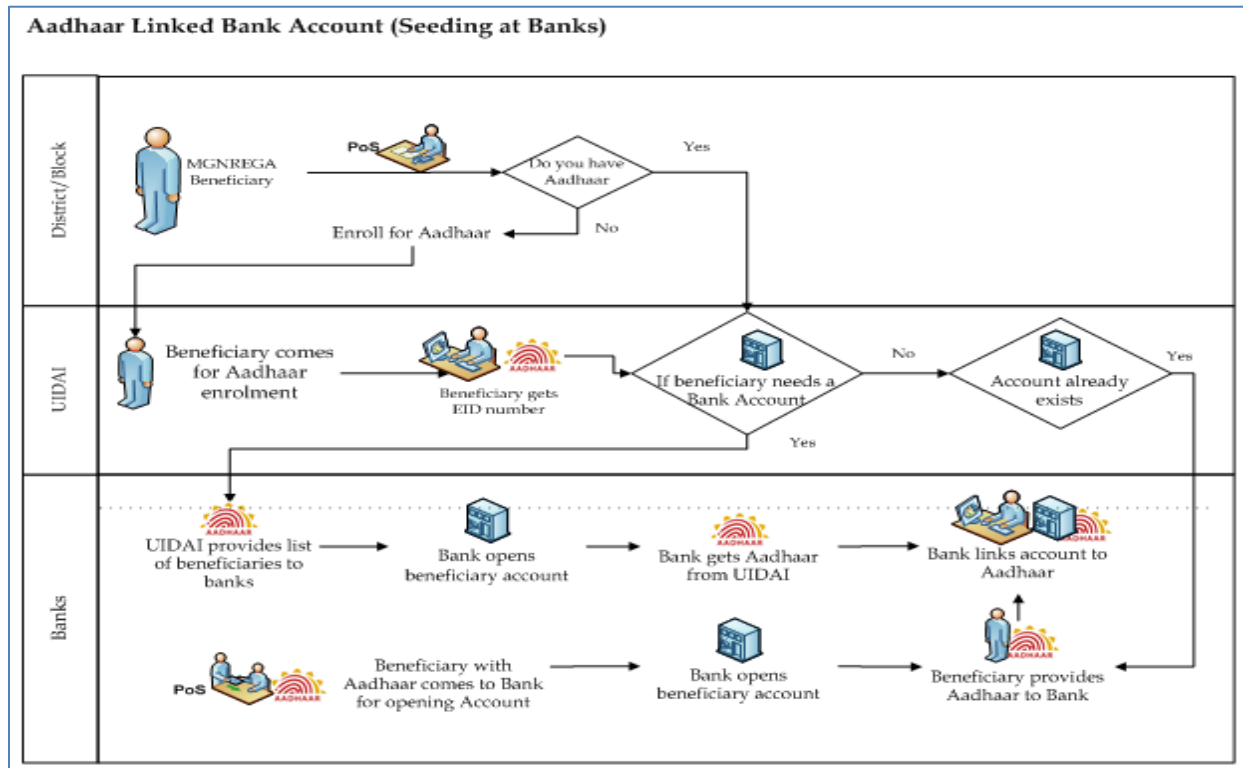 Aadhaar Linked Bank Account (Seeding at Banks)
District/Block
MGNREGA
Beneficiary
PoS
Do you have
Aadhaar
Yes
No
Enroll for Aadhaar
UIDAI
Beneficiary comes
for Aadhaar
enrolment
AADHAAR
Beneficiary gets
EID number
If beneficiary needs a
Bank Account
No
Account already
exists
Yes
Yes
Banks
AADHAAR
UIDAI provides list
of beneficiaries to
banks
Bank opens
beneficiary account
AADHAAR
Bank gets Aadhaar
from UIDAI
AADHAAR
Bank links account to
Aadhaar
PoS
AADHAAR
Beneficiary with
Aadhaar comes to Bank
for opening Account
Bank opens
beneficiary account
AADHAAR
Beneficiary provides
Aadhaar to Bank